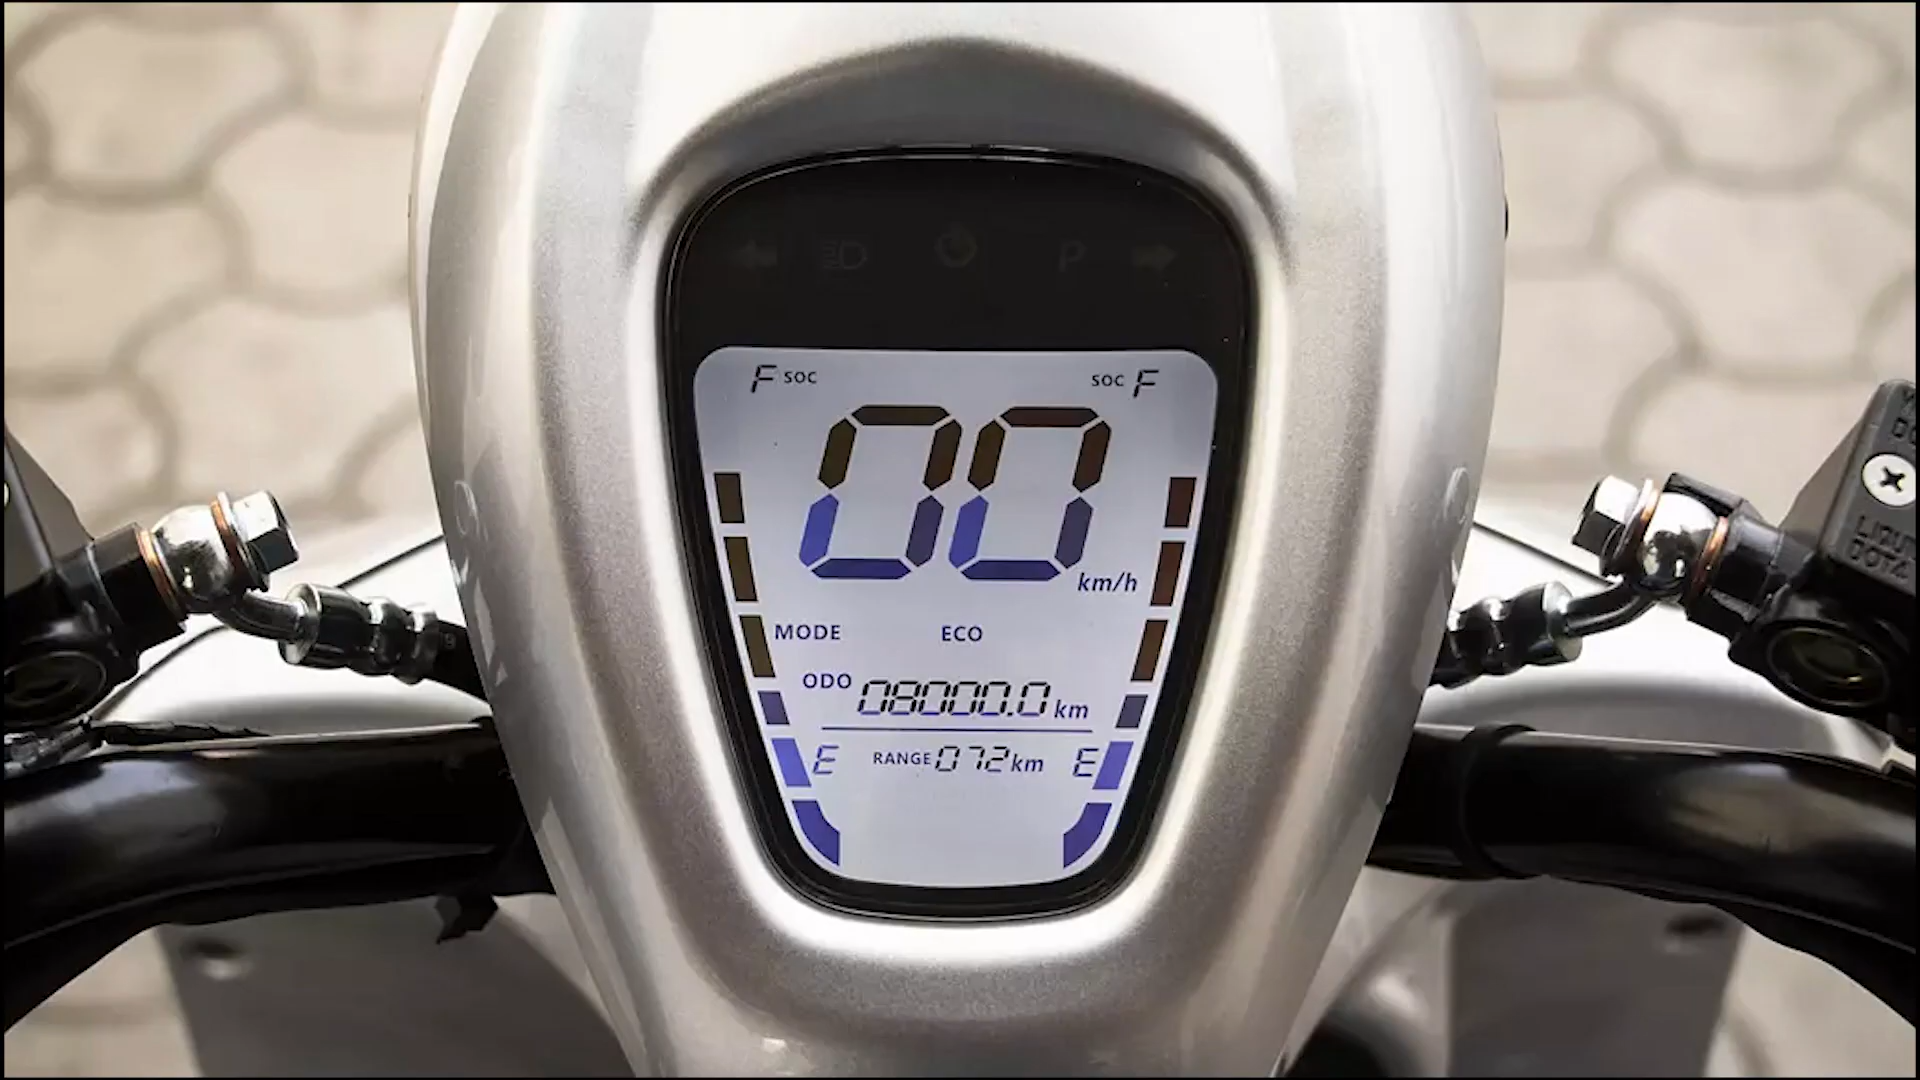 P
F SOC SOC F
00
km/h
MODE ECO
ODO 08000.0 km
E RANGE 072 km E